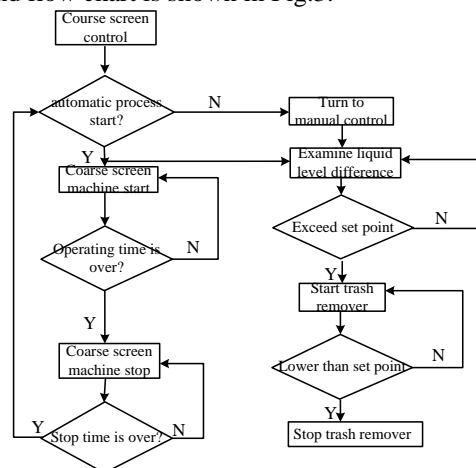 and flow chart is shown in Fig.3.
Course screen
control
automatic process
start?
N
Turn to
manual control
Y
Examine liquid
level difference
Coarse screen
machine start
Exceed set point
N
Operating time is
over?
N
Y
Start trash
remover
Y
Coarse screen
machine stop
Lower than set point
N
Y
Stop time is over?
N
Y
Stop trash remover